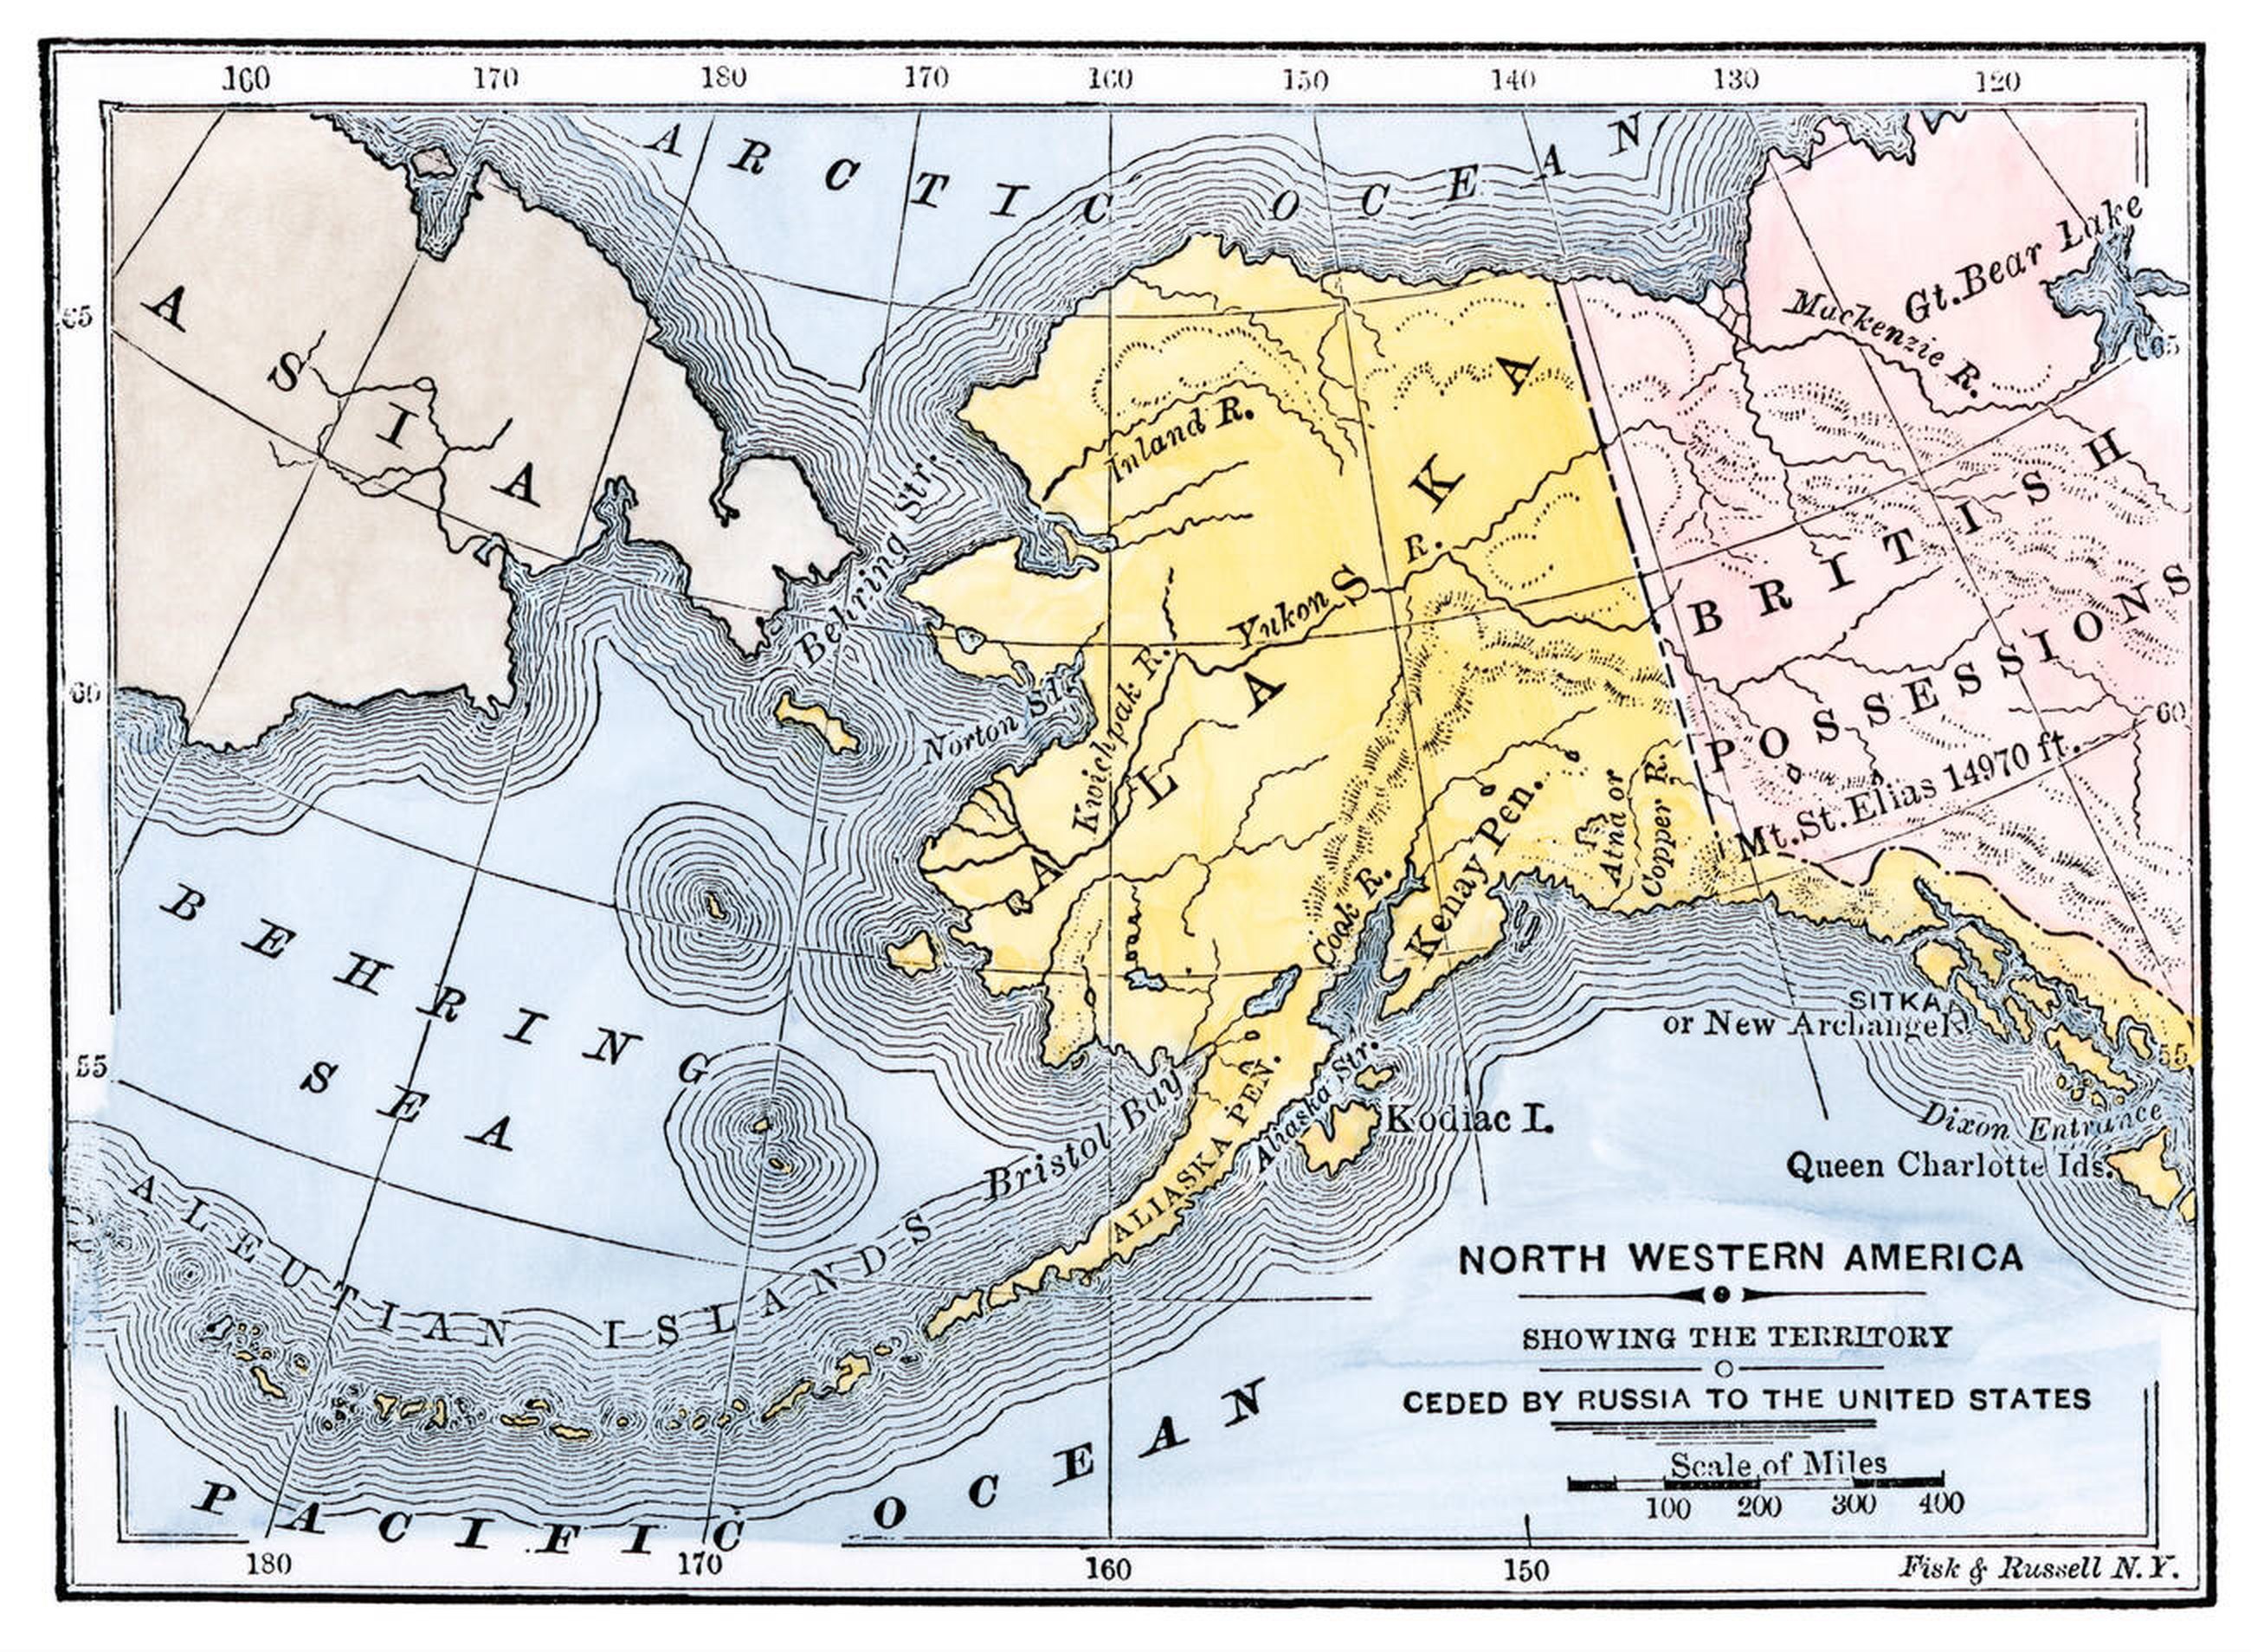 160 170 180 170 160 150 140 130 120
ARCTIC OCEAN
ASIA
65
65
60
60
55
55
Gt. Bear Lake
Mackenzie R.
Inland R.
Behring Str.
ALASKA
Yukon R.
BRITISH
POSSESSIONS
Kwichpak R.
Norton Sd.
Mt. St. Elias 14970 ft.
Atna or
Copper R.
Kenay Pen.
Cook R.
BEHRING
SEA
SITKA
or New Archangel
Bristol Bay
ALIASKA PEN.
Aliaska Str.
Kodiac I.
Dixon Entrance
Queen Charlotte Ids.
ALEUTIAN ISLANDS
PACIFIC OCEAN
NORTH WESTERN AMERICA
SHOWING THE TERRITORY
CEDED BY RUSSIA TO THE UNITED STATES
Scale of Miles
100 200 300 400
180 170 160 150
Fisk & Russell N.Y.